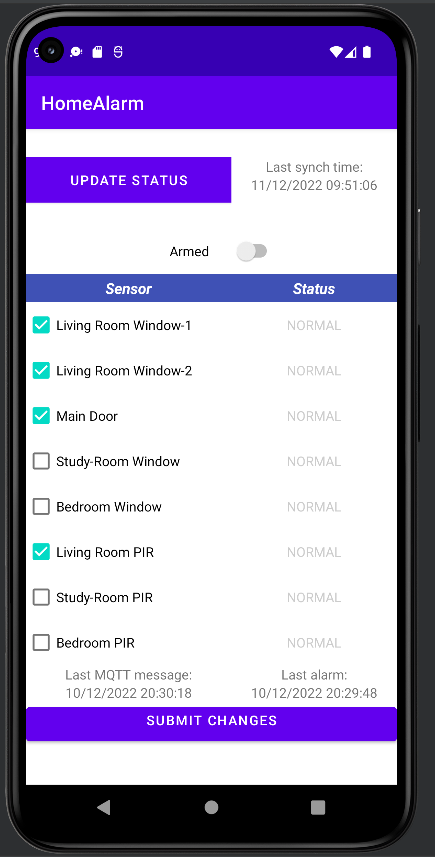 HomeAlarm
UPDATE STATUS
Last synch time:
11/12/2022 09:51:06
Armed
Sensor Status
Living Room Window-1 NORMAL
Living Room Window-2 NORMAL
Main Door NORMAL
Study-Room Window NORMAL
Bedroom Window NORMAL
Living Room PIR NORMAL
Study-Room PIR NORMAL
Bedroom PIR NORMAL
Last MQTT message: Last alarm:
10/12/2022 20:30:18 10/12/2022 20:29:48
SUBMIT CHANGES